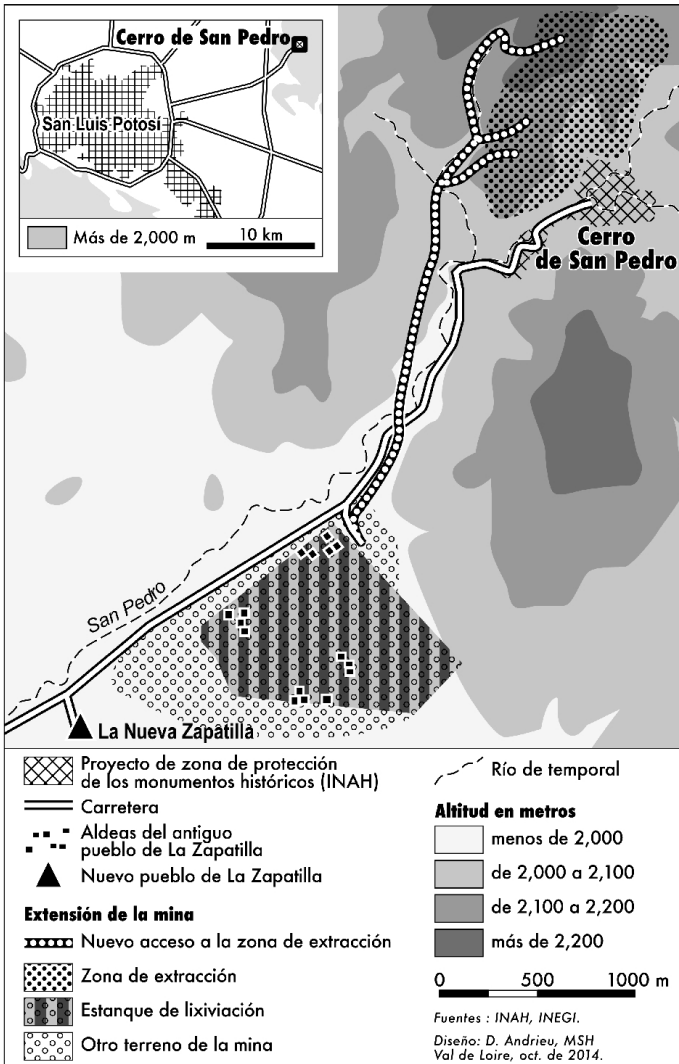 Cerro de San Pedro
San Luis Potosí
Más de 2,000 m
10 km
Cerro
de San Pedro
San Pedro
La Nueva Zapatilla
Proyecto de zona de protección
de los monumentos históricos (INAH)
Carretera
Aldeas del antiguo
pueblo de La Zapatilla
Nuevo pueblo de La Zapatilla
Extensión de la mina
Nuevo acceso a la zona de extracción
Zona de extracción
Estanque de lixiviación
Otro terreno de la mina
Río de temporal
Altitud en metros
menos de 2,000
de 2,000 a 2,100
de 2,100 a 2,200
más de 2,200
0 500 1000 m
Fuentes : INAH, INEGI.
Diseño: D. Andrieu, MSH
Val de Loire, oct. de 2014.